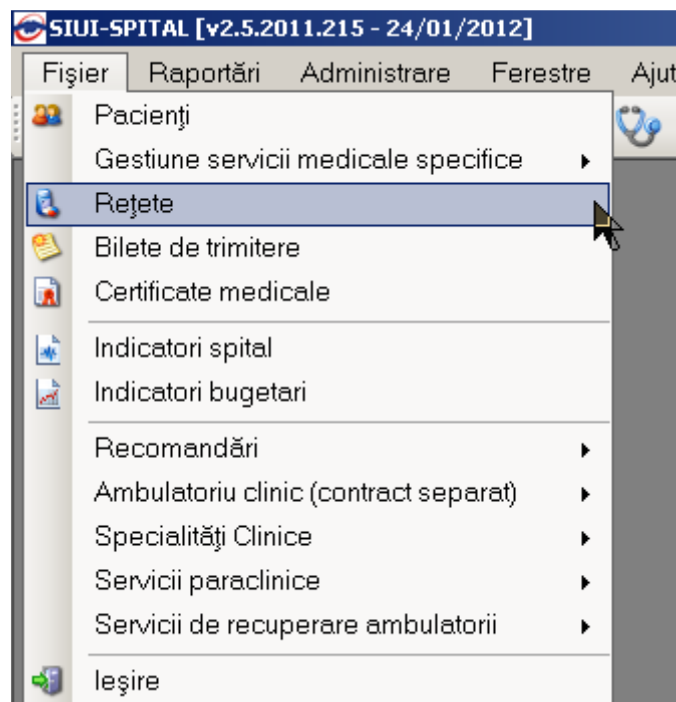 SIUI-SPITAL [v2.5.2011.215 - 24/01/2012]
Fişier Raportări Administrare Ferestre Ajut
Pacienţi
Gestiune servicii medicale specifice
Reţete
Bilete de trimitere
Certificate medicale
Indicatori spital
Indicatori bugetari
Recomandări
Ambulatoriu clinic (contract separat)
Specialităţi Clinice
Servicii paraclinice
Servicii de recuperare ambulatorii
Ieşire